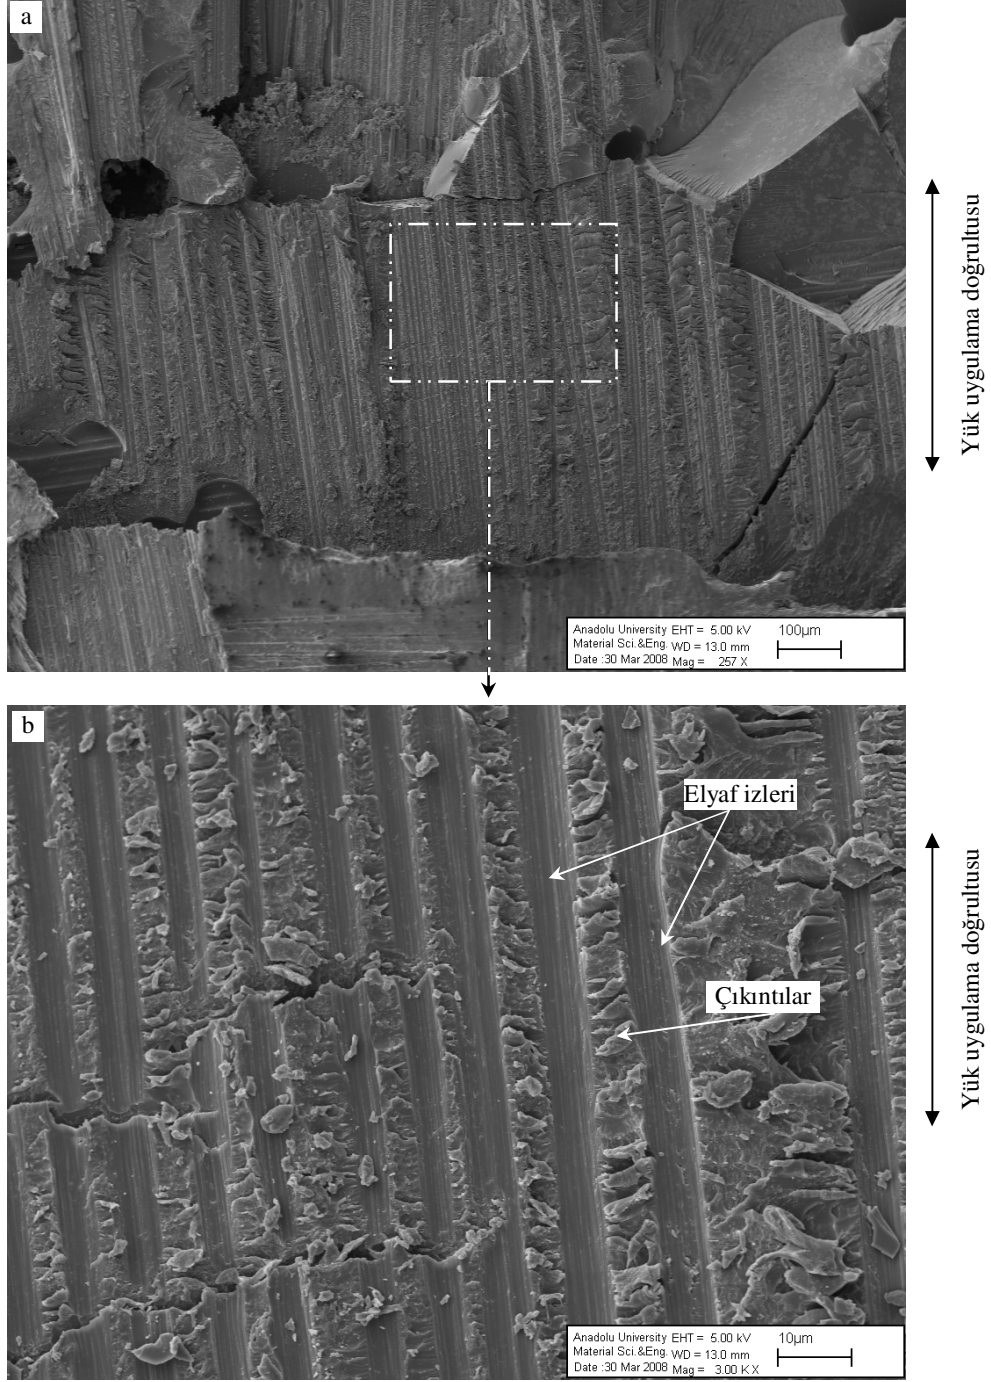 a
Yük uygulama doğrultusu
Anadolu University EHT = 5.00 kV 100µm
Material Sci.&Eng. WD = 13.0 mm
Date :30 Mar 2008 Mag = 257 X
b
Elyaf izleri
Çıkıntılar
Yük uygulama doğrultusu
Anadolu University EHT = 5.00 kV 10µm
Material Sci.&Eng. WD = 13.0 mm
Date :30 Mar 2008 Mag = 3.00 K X